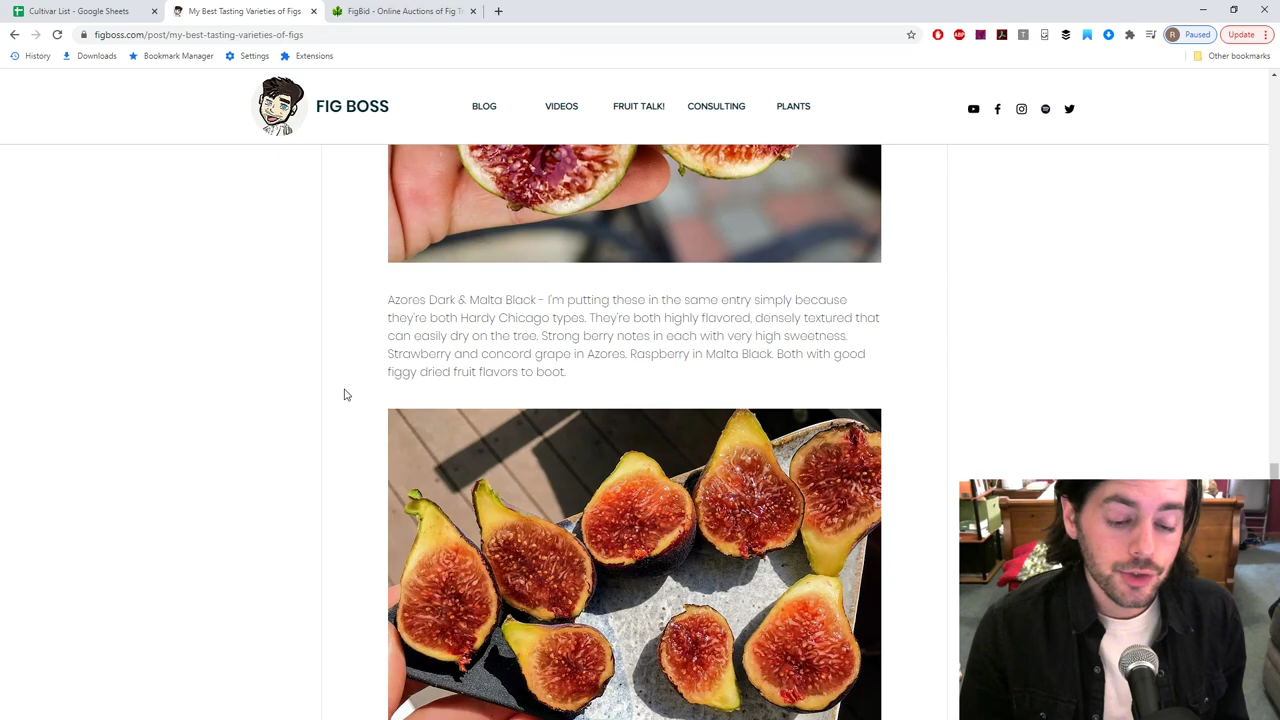 Cultivar List - Google Sheets
My Best Tasting Varieties of Figs
FigBid - Online Auctions of Fig Tr
figboss.com/post/my-best-tasting-varieties-of-figs
Paused
Update
History
Downloads
Bookmark Manager
Settings
Extensions
Other bookmarks
FIG BOSS
BLOG
VIDEOS
FRUIT TALK!
CONSULTING
PLANTS
Azores Dark & Malta Black - I'm putting these in the same entry simply because
they're both Hardy Chicago types. They're both highly flavored, densely textured that
can easily dry on the tree. Strong berry notes in each with very high sweetness.
Strawberry and concord grape in Azores. Raspberry in Malta Black. Both with good
figgy dried fruit flavors to boot.